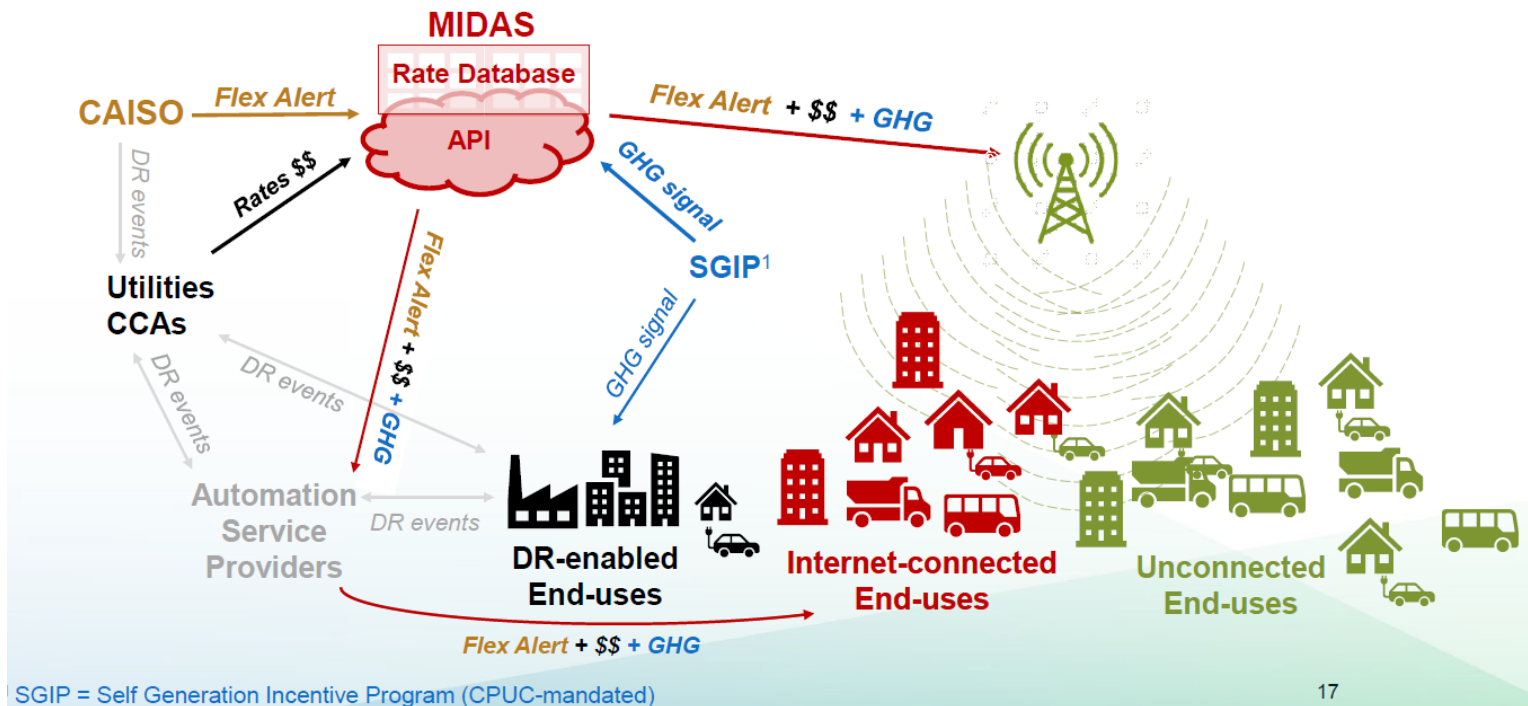 MIDAS
Rate Database
API
CAISO
Flex Alert
Flex Alert + $$ + GHG
DR events
Rates $$
GHG signal
SGIP¹
Utilities
CCAs
Flex Alert + $$ + GHG
GHG signal
DR events
DR events
Automation
Service
Providers
DR events
DR-enabled
End-uses
Internet-connected
End-uses
Unconnected
End-uses
Flex Alert + $$ + GHG
SGIP = Self Generation Incentive Program (CPUC-mandated)
17